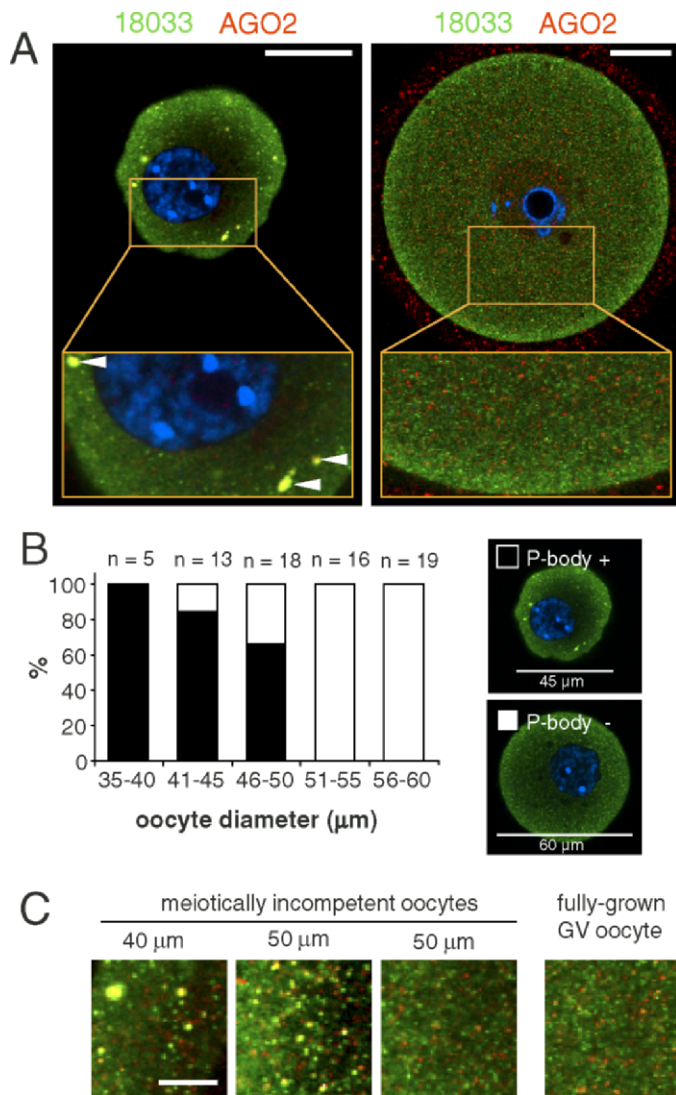 18033 AGO2 18033 AGO2
A
B
n = 5 n = 13 n = 18 n = 16 n = 19
100
80
60
40
20
0
%
35-40 41-45 46-50 51-55 56-60
oocyte diameter (μm)
P-body +
45 μm
P-body -
60 μm
C
meiotically incompetent oocytes
40 μm 50 μm 50 μm
fully-grown
GV oocyte